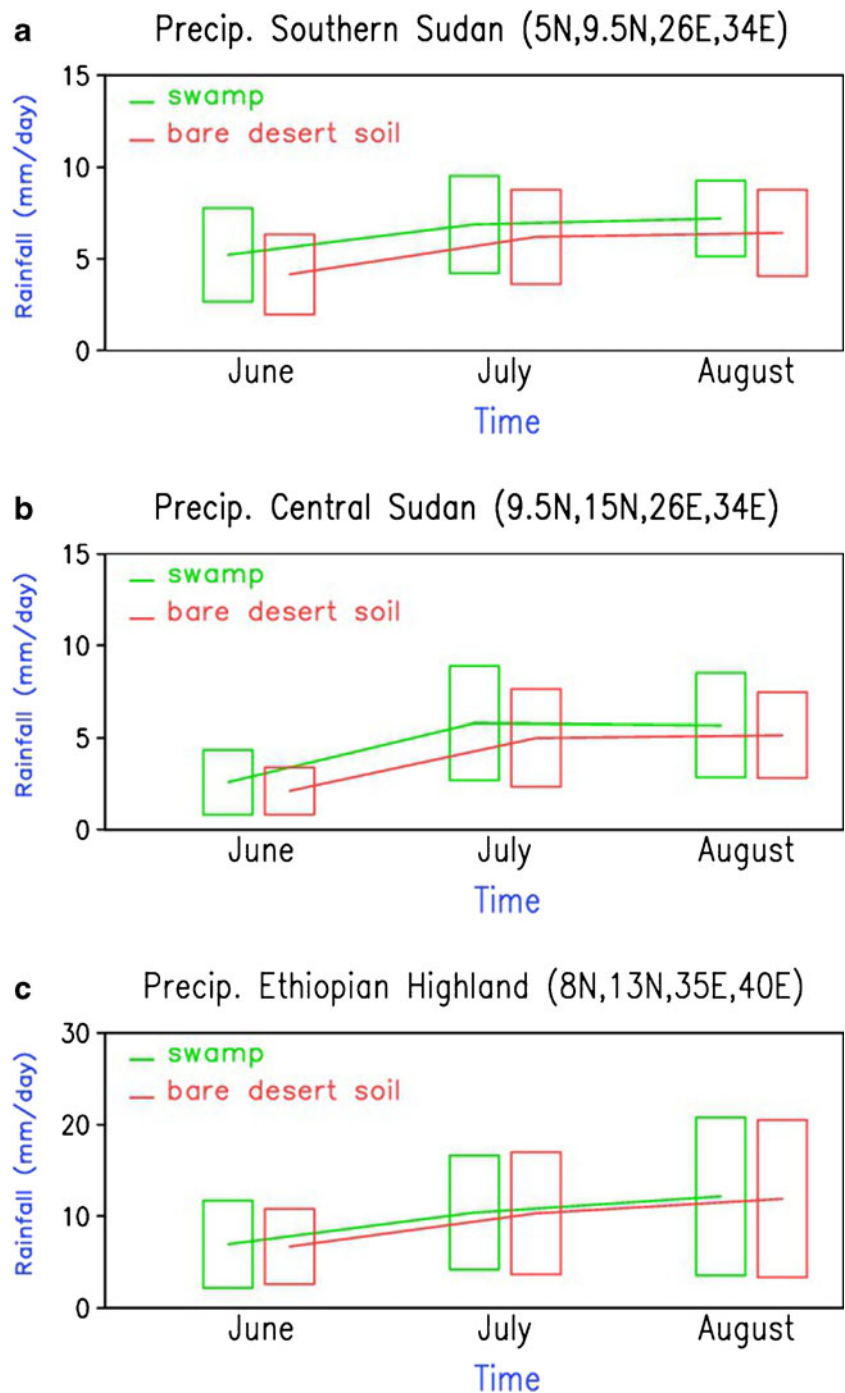 a Precip. Southern Sudan (5N,9.5N,26E,34E)
15
swamp
bare desert soil
10
5
0
Rainfall (mm/day)
June July August
Time
b Precip. Central Sudan (9.5N,15N,26E,34E)
15
swamp
bare desert soil
10
5
0
Rainfall (mm/day)
June July August
Time
c Precip. Ethiopian Highland (8N,13N,35E,40E)
30
swamp
bare desert soil
20
10
0
Rainfall (mm/day)
June July August
Time